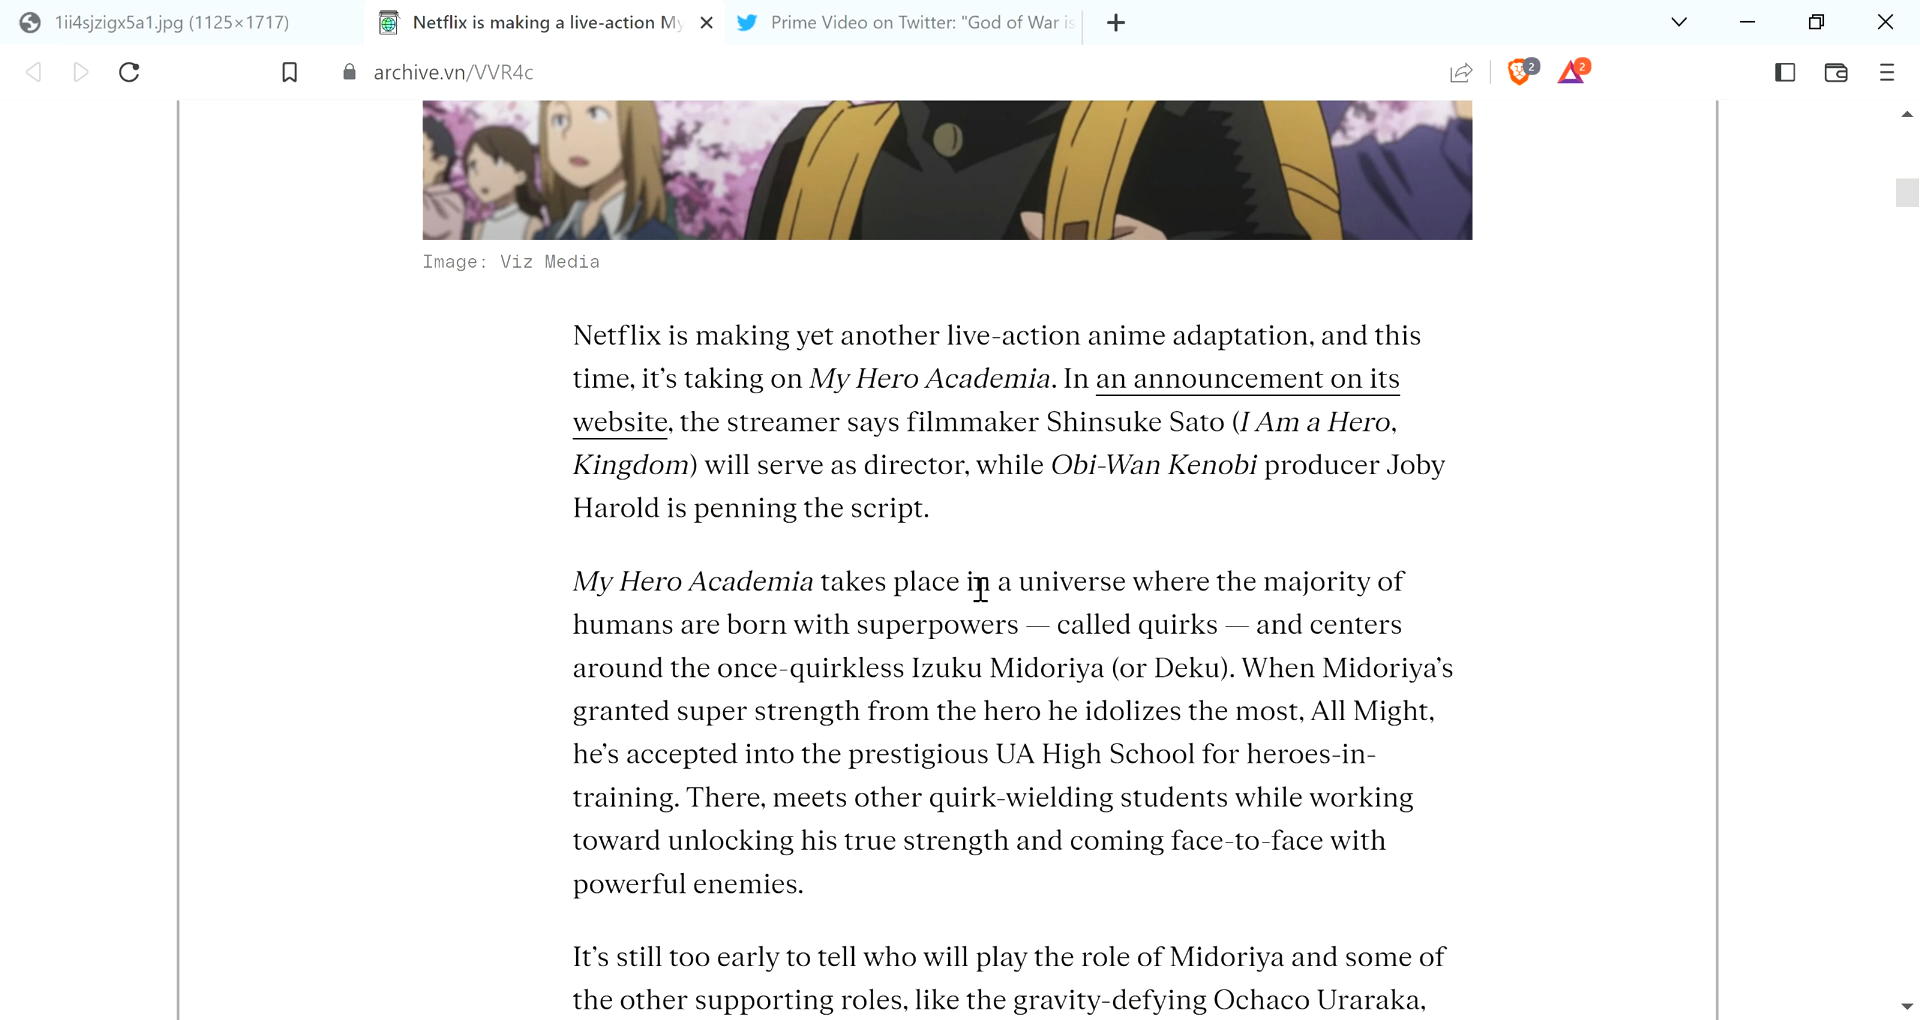 1ii4sjzigx5a1.jpg (1125×1717)
Netflix is making a live-action My
Prime Video on Twitter: "God of War is
archive.vn/VVR4c
2
2
Image: Viz Media
Netflix is making yet another live-action anime adaptation, and this
time, it's taking on My Hero Academia. In an announcement on its
website, the streamer says filmmaker Shinsuke Sato (I Am a Hero,
Kingdom) will serve as director, while Obi-Wan Kenobi producer Joby
Harold is penning the script.
My Hero Academia takes place in a universe where the majority of
humans are born with superpowers — called quirks — and centers
around the once-quirkless Izuku Midoriya (or Deku). When Midoriya's
granted super strength from the hero he idolizes the most, All Might,
he's accepted into the prestigious UA High School for heroes-in-
training. There, meets other quirk-wielding students while working
toward unlocking his true strength and coming face-to-face with
powerful enemies.
It's still too early to tell who will play the role of Midoriya and some of
the other supporting roles, like the gravity-defying Ochaco Uraraka,